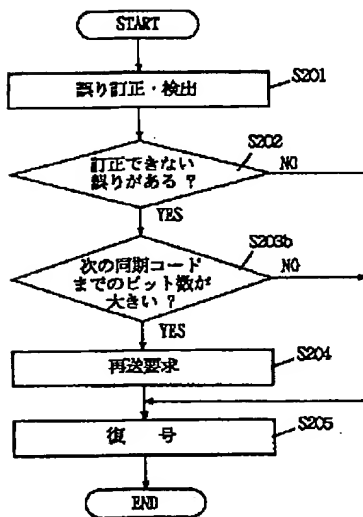 START
S201
誤り訂正・検出
S202
訂正できない
誤りがある ?
NO
YES
S203b
次の同期コード
までのビット数が
大きい ?
NO
YES
S204
再送要求
S205
復 号
END